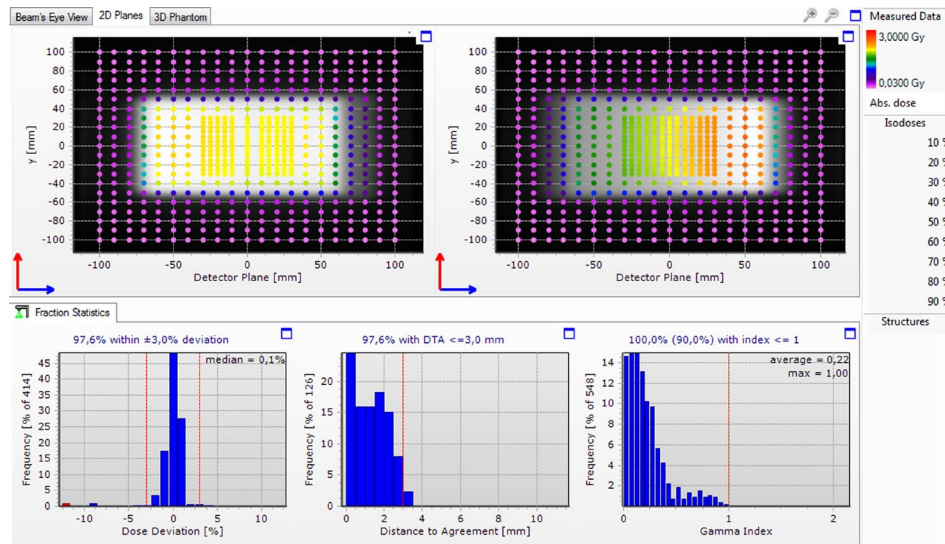 Beam's Eye View 2D Planes 3D Phantom
Measured Data
3,0000 Gy
0,0300 Gy
Abs. dose
Isodoses
10 %
20 %
30 %
40 %
50 %
60 %
70 %
80 %
90 %
Structures
y [mm]
100
80
60
40
20
0
-20
-40
-60
-80
-100
-100 -50 0 50 100
Detector Plane [mm]
y [mm]
100
80
60
40
20
0
-20
-40
-60
-80
-100
-100 -50 0 50 100
Detector Plane [mm]
Fraction Statistics
97,6% within ±3,0% deviation
median = 0,1%
Frequency [% of 414]
45
40
35
30
25
20
15
10
5
0
-10 0 10
Dose Deviation [%]
97,6% with DTA <=3,0 mm
Frequency [% of 126]
20
15
10
5
0
0 2 4 6 8 10
Distance to Agreement [mm]
100,0% (90,0%) with index <= 1
average = 0,22
max = 1,00
Frequency [% of 548]
14
12
10
8
6
4
2
0 1 2
Gamma Index